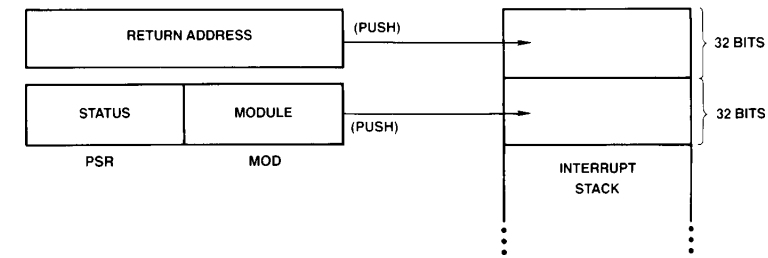 RETURN ADDRESS
(PUSH)
32 BITS
STATUS
MODULE
(PUSH)
32 BITS
PSR
MOD
INTERRUPT
STACK